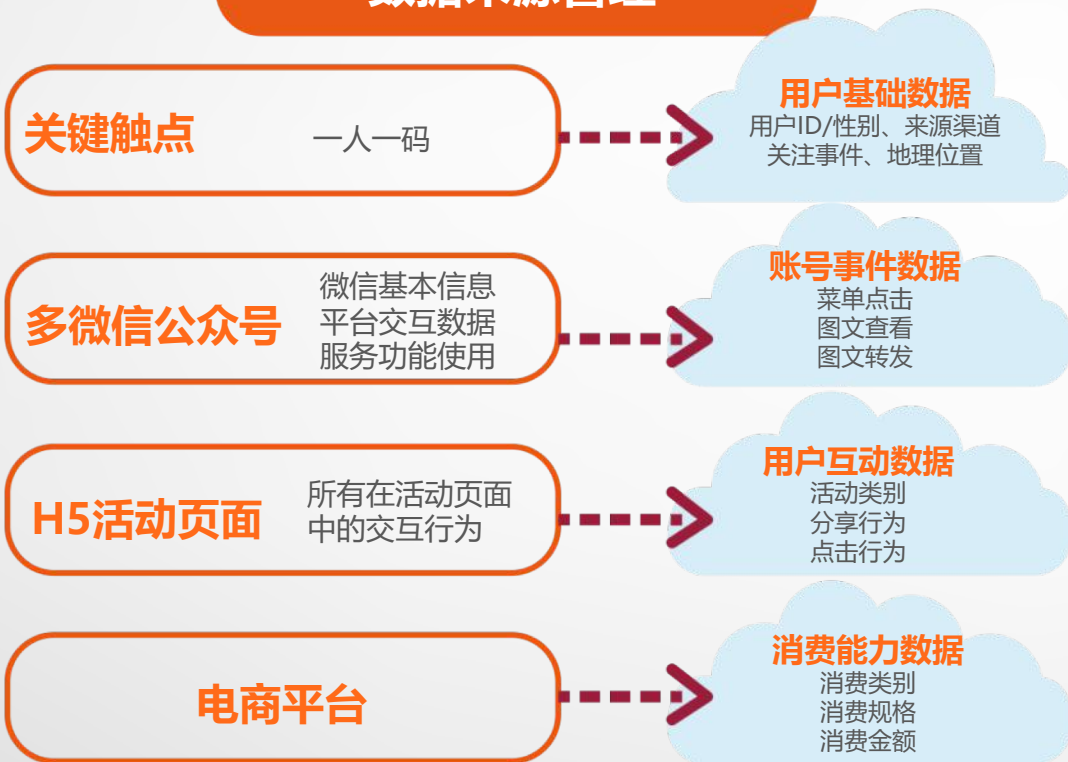 关键触点
一人一码
用户基础数据
用户ID/性别、来源渠道
关注事件、地理位置
多微信公众号
微信基本信息
平台交互数据
服务功能使用
账号事件数据
菜单点击
图文查看
图文转发
H5活动页面
所有在活动页面
中的交互行为
用户互动数据
活动类别
分享行为
点击行为
电商平台
消费能力数据
消费类别
消费规格
消费金额